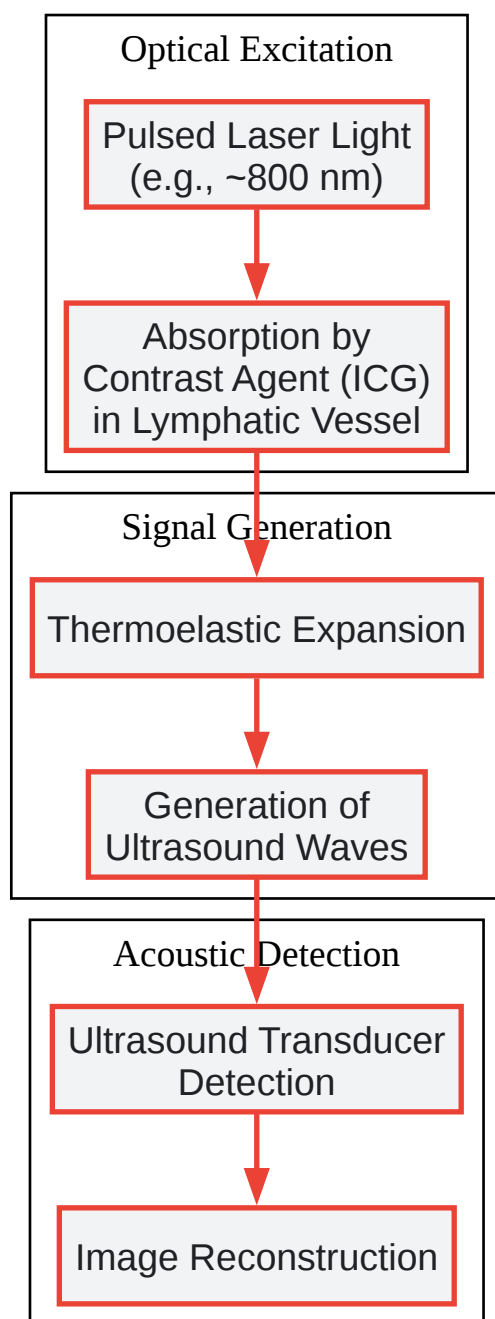 Optical Excitation
Pulsed Laser Light
(e.g., ~800 nm)
Absorption by
Contrast Agent (ICG)
in Lymphatic Vessel
Signal Generation
Thermoelastic Expansion
Generation of
Ultrasound Waves
Acoustic Detection
Ultrasound Transducer
Detection
Image Reconstruction